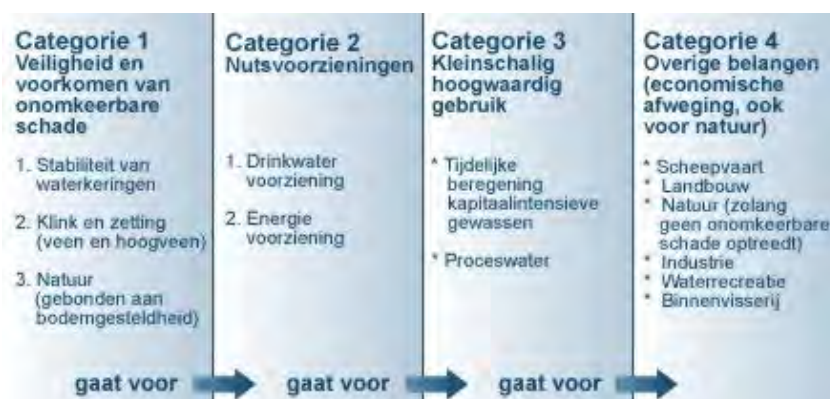 Categorie 1
Veiligheid en
voorkomen van
onomkeerbare
schade
1. Stabiliteit van
waterkeringen
2. Klink en zetting
(veen en hoogveen)
3. Natuur
(gebonden aan
bodemgesteldheid)
gaat voor
Categorie 2
Nutsvoorzieningen
1. Drinkwater
voorziening
2. Energie
voorziening
gaat voor
Categorie 3
Kleinschalig
hoogwaardig
gebruik
* Tijdelijke
beregening
kapitaalintensieve
gewassen
* Proceswater
gaat voor
Categorie 4
Overige belangen
(economische
afweging, ook
voor natuur)
* Scheepvaart
* Landbouw
* Natuur (zolang
geen onomkeerbare
schade optreedt)
* Industrie
* Waterrecreatie
* Binnenvisserij